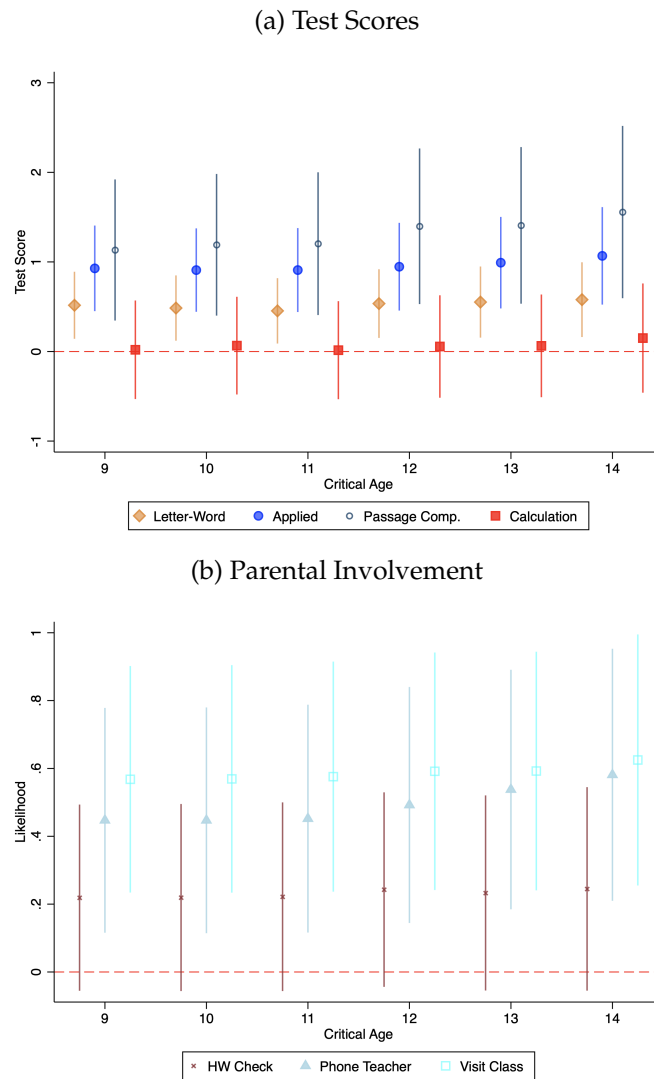 (a) Test Scores
3
2
1
0
-1
Test Score
9 10 11 12 13 14
Critical Age
Letter-Word Applied Passage Comp. Calculation
(b) Parental Involvement
1
.8
.6
.4
.2
0
Likelihood
9 10 11 12 13 14
Critical Age
HW Check Phone Teacher Visit Class